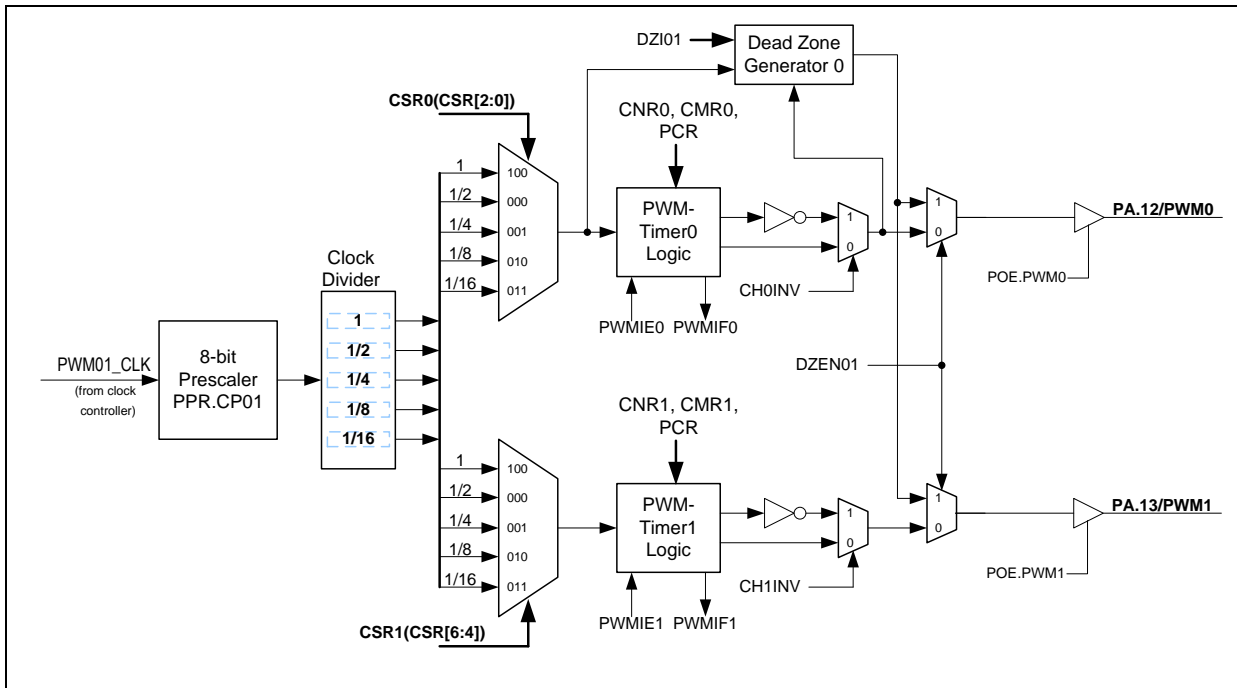 DZI01
Dead Zone
Generator 0
CSR0(CSR[2:0])
CNR0, CMR0,
PCR
1
1/2
1/4
1/8
1/16
100
000
001
010
011
PWM-
Timer0
Logic
1
0
1
0
PA.12/PWM0
POE.PWM0
CH0INV
PWMIE0
PWMIF0
Clock
Divider
1
1/2
1/4
1/8
1/16
PWM01_CLK
(from clock
controller)
8-bit
Prescaler
PPR.CP01
DZEN01
CNR1, CMR1,
PCR
1
1/2
1/4
1/8
1/16
100
000
001
010
011
PWM-
Timer1
Logic
1
0
1
0
PA.13/PWM1
POE.PWM1
CH1INV
PWMIE1
PWMIF1
CSR1(CSR[6:4])